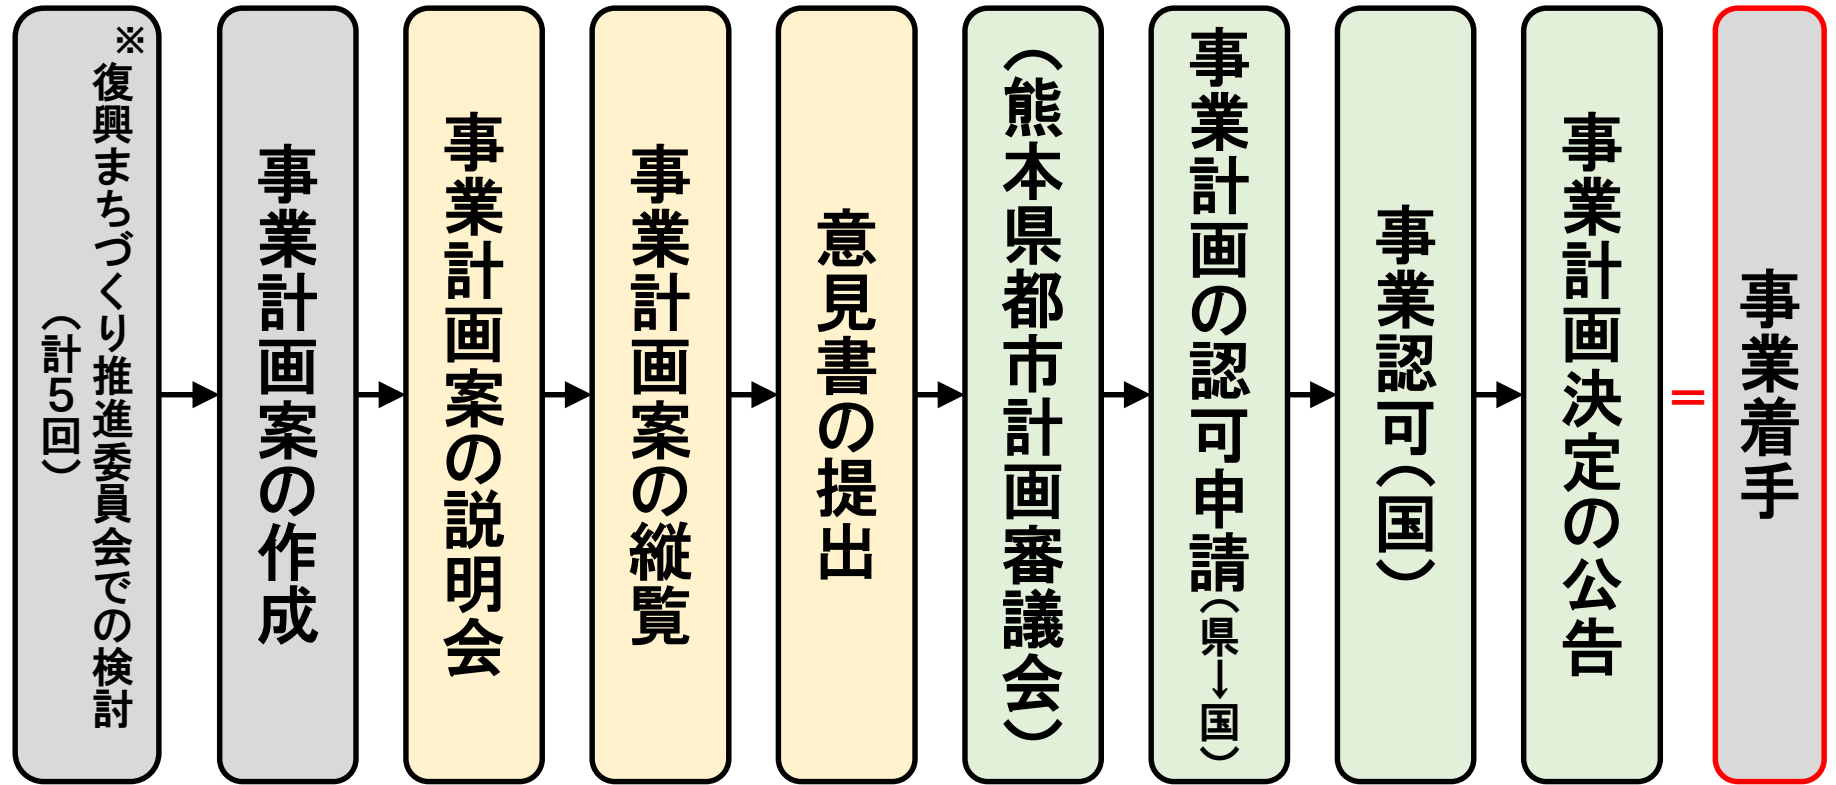 ※復興まちづくり推進委員会での検討
（計５回）
事業計画案の作成
事業計画案の説明会
事業計画案の縦覧
意見書の提出
（熊本県都市計画審議会）
事業計画の認可申請（県→国）
事業認可（国）
事業計画決定の公告
＝
事業着手